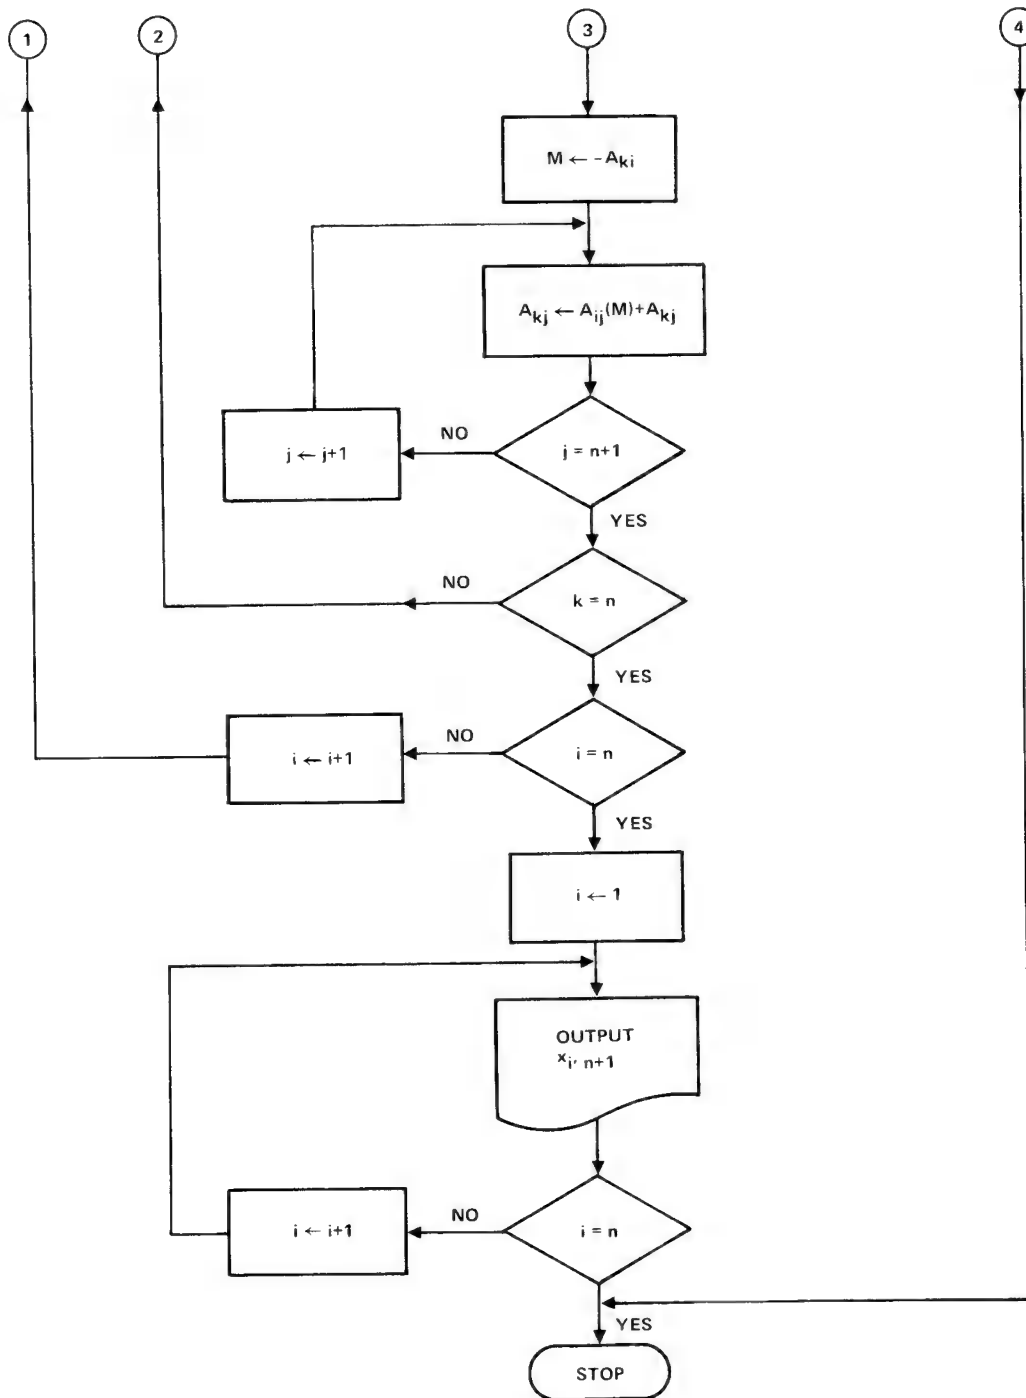 1
2
3
4
M ← -Aki
Akj ← Aij(M)+Akj
j ← j+1
NO
j = n+1
YES
NO
k = n
YES
i ← i+1
NO
i = n
YES
i ← 1
OUTPUT
xi, n+1
i ← i+1
NO
i = n
YES
STOP